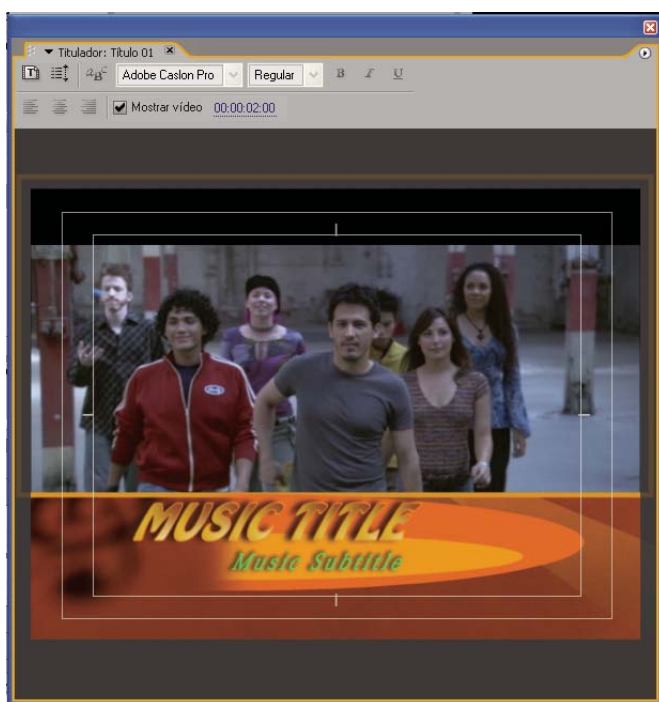 Titulador: Título 01
Adobe Caslon Pro Regular B I U
Mostrar vídeo 00:00:02:00
MUSIC TITLE
Music Subtitle